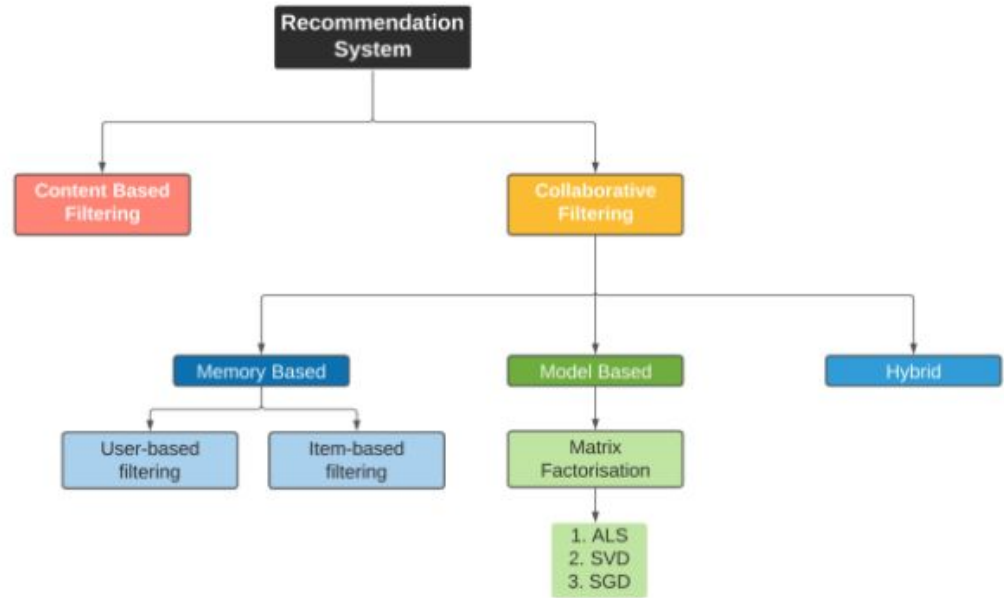 Recommendation
System
Content Based
Filtering
Collaborative
Filtering
Memory Based
Model Based
Hybrid
User-based
filtering
Item-based
filtering
Matrix
Factorisation
1. ALS
2. SVD
3. SGD